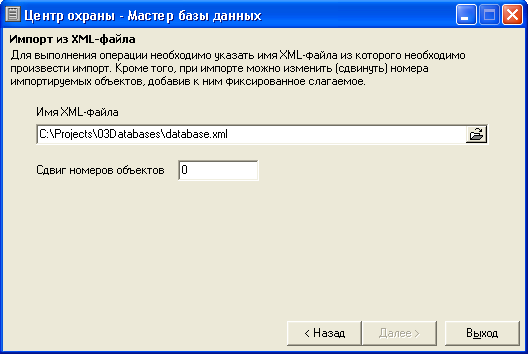 Центр охраны - Мастер базы данных
Импорт из XML-файла
Для выполнения операции необходимо указать имя XML-файла из которого необходимо
произвести импорт. Кроме того, при импорте можно изменить (сдвинуть) номера
импортируемых объектов, добавив к ним фиксированное слагаемое.
Имя XML-файла
C:\Projects\03Databases\database.xml
Сдвиг номеров объектов 0
< Назад Далее > Выход